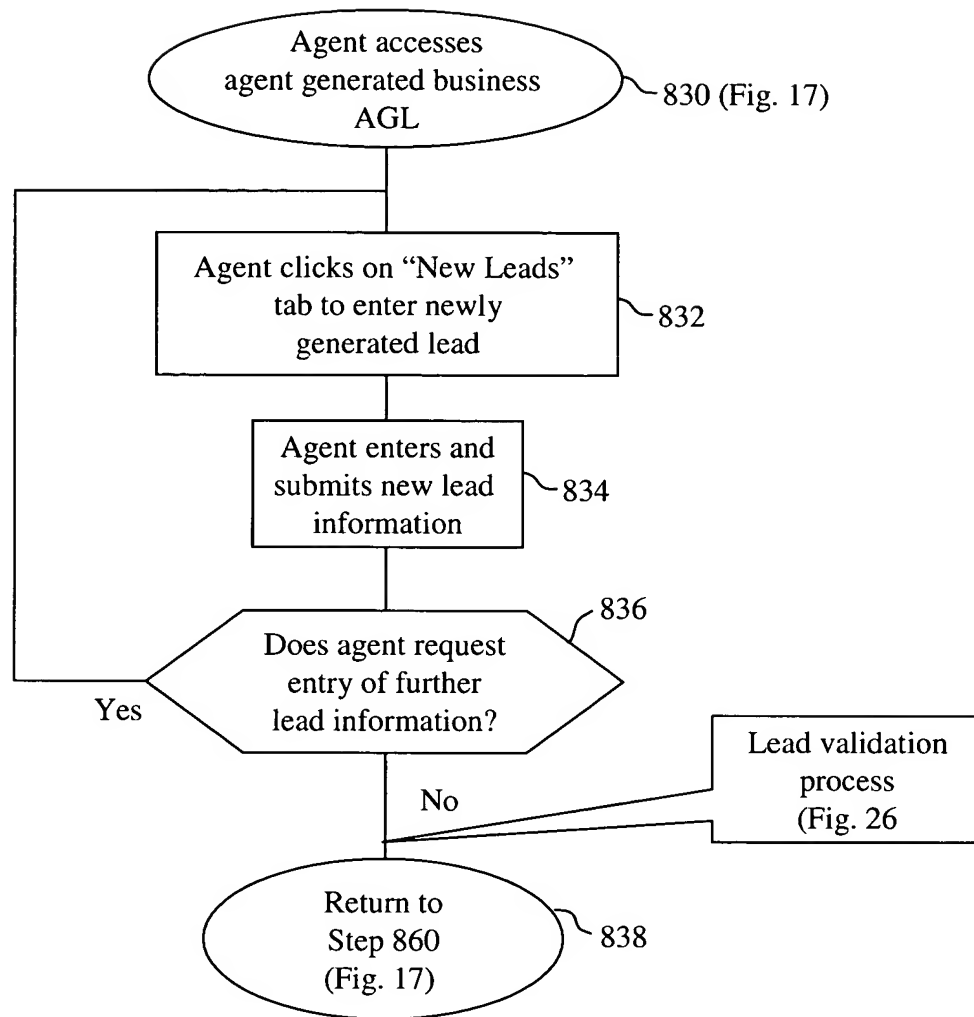 Agent accesses
agent generated business
AGL
830 (Fig. 17)
Agent clicks on “New Leads”
tab to enter newly
generated lead
832
Agent enters and
submits new lead
information
834
836
Does agent request
entry of further
lead information?
Yes
No
Lead validation
process
(Fig. 26
Return to
Step 860
(Fig. 17)
838